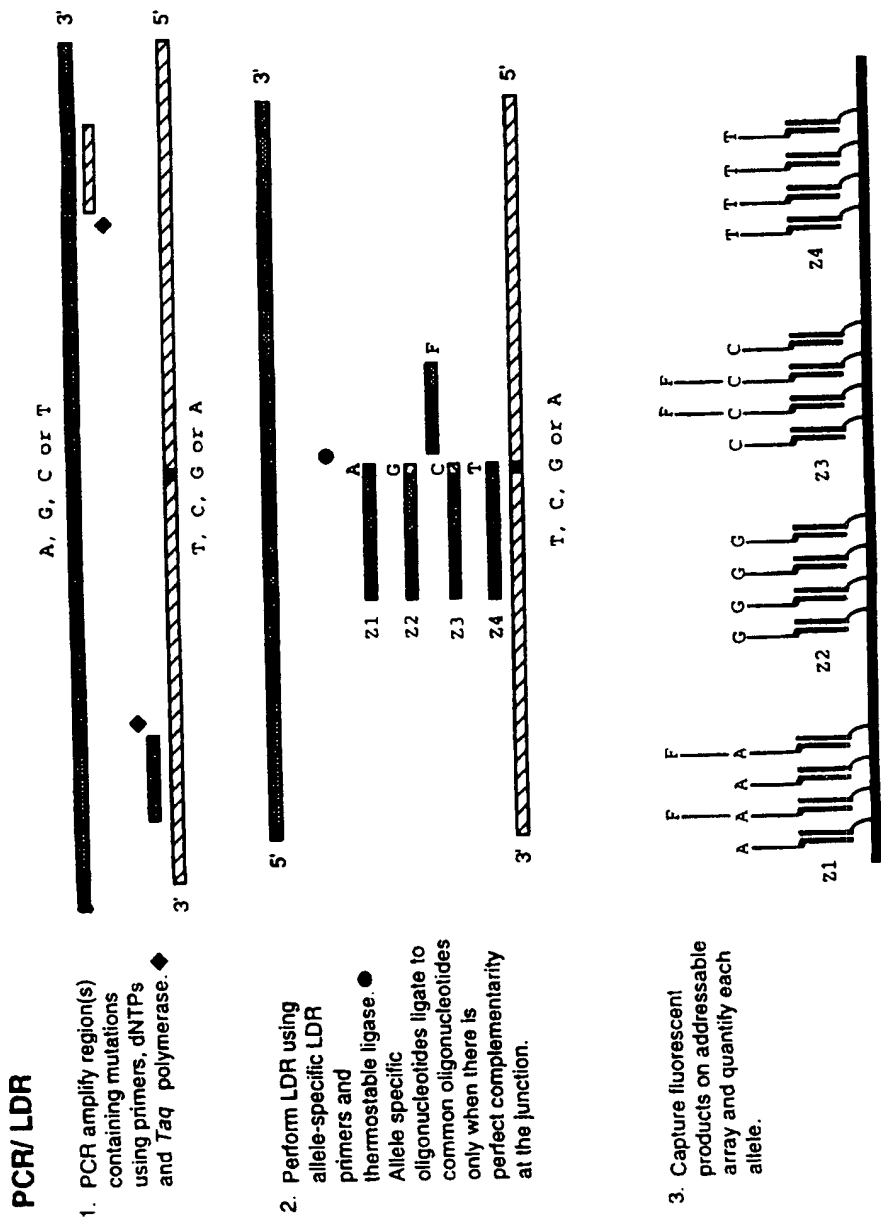 PCR/ LDR
1. PCR amplify region(s)
containing mutations
using primers, dNTPs
and Taq polymerase. ◆
A, G, C or T
3'
3'
5'
T, C, G or A
2. Perform LDR using
allele-specific LDR
primers and
thermostable ligase. ●
Allele specific
oligonucleotides ligate to
common oligonucleotides
only when there is
perfect complementarity
at the junction.
5'
3'
Z1 A
Z2 G
F
Z3 C
Z4 T
3'
5'
T, C, G or A
3. Capture fluorescent
products on addressable
array and quantify each
allele.
F F F F
A A A A G G G G C C C C T T T T
Z1 Z2 Z3 Z4